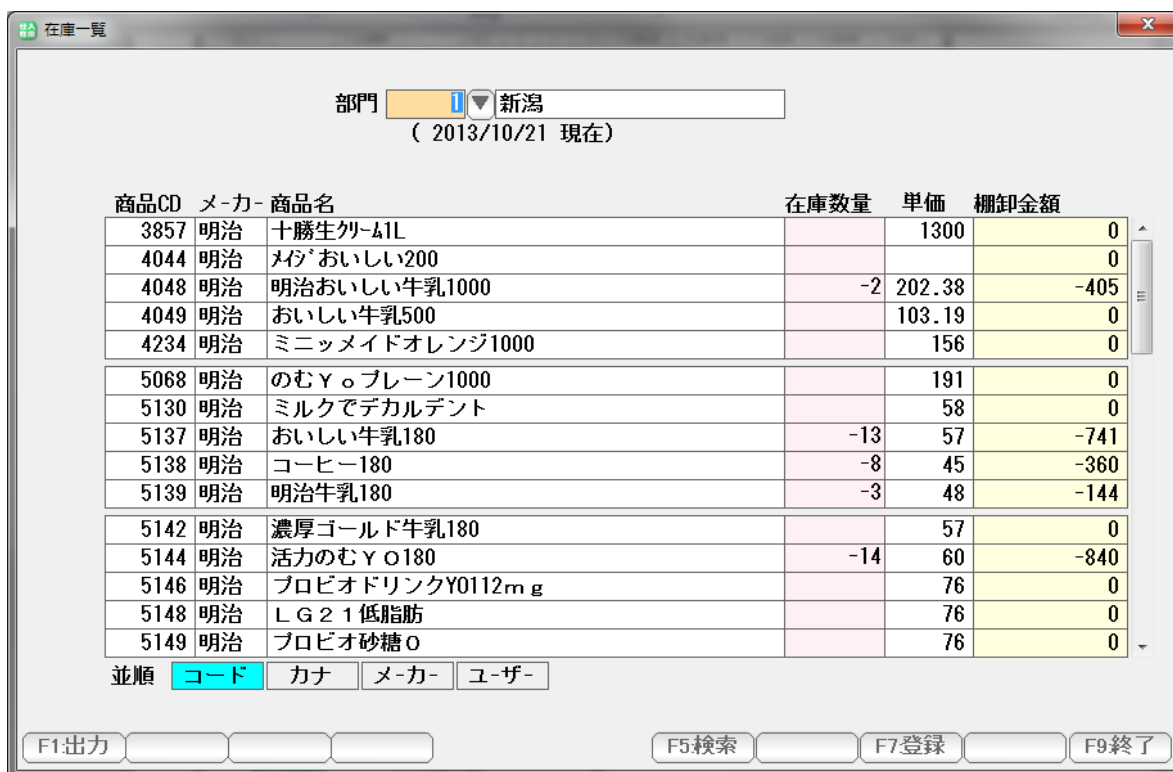 在庫一覧
部門 1 新潟
( 2013/10/21 現在)
商品CD メ-カ- 商品名 在庫数量 単価 棚卸金額
3857 明治 十勝生ｸﾘｰﾑ1L 1300 0
4044 明治 ﾒｲｼﾞおいしい200 0
4048 明治 明治おいしい牛乳1000 -2 202.38 -405
4049 明治 おいしい牛乳500 103.19 0
4234 明治 ミニッメイドオレンジ1000 156 0
5068 明治 のむＹｏプレーン1000 191 0
5130 明治 ミルクでデカルデント 58 0
5137 明治 おいしい牛乳180 -13 57 -741
5138 明治 コーヒー180 -8 45 -360
5139 明治 明治牛乳180 -3 48 -144
5142 明治 濃厚ゴールド牛乳180 57 0
5144 明治 活力のむＹＯ180 -14 60 -840
5146 明治 プロビオドリンクYO112ｍｇ 76 0
5148 明治 ＬＧ２１低脂肪 76 0
5149 明治 プロビオ砂糖０ 76 0
並順 コード カナ メ-カ- ユ-ザ-
F1:出力 F5:検索 F7:登録 F9:終了